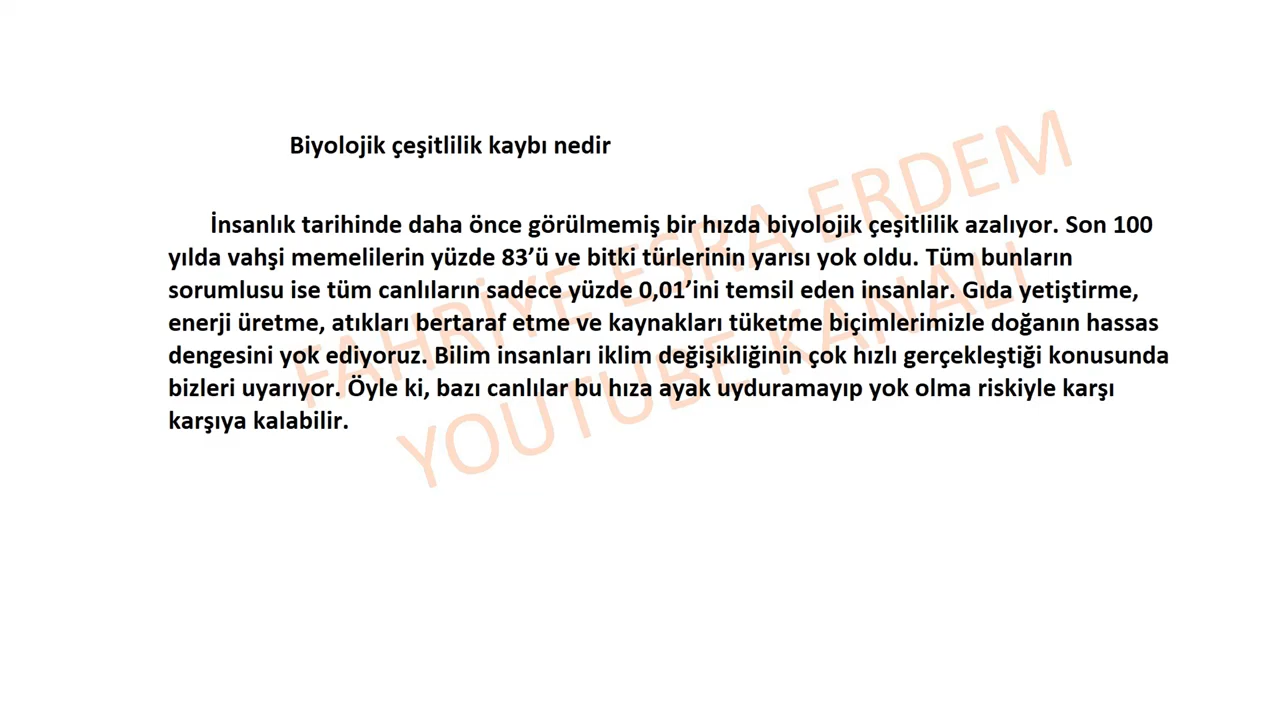 Biyolojik çeşitlilik kaybı nedir
İnsanlık tarihinde daha önce görülmemiş bir hızda biyolojik çeşitlilik azalıyor. Son 100
yılda vahşi memelilerin yüzde 83’ü ve bitki türlerinin yarısı yok oldu. Tüm bunların
sorumlusu ise tüm canlıların sadece yüzde 0,01’ini temsil eden insanlar. Gıda yetiştirme,
enerji üretme, atıkları bertaraf etme ve kaynakları tüketme biçimlerimizle doğanın hassas
dengesini yok ediyoruz. Bilim insanları iklim değişikliğinin çok hızlı gerçekleştiği konusunda
bizleri uyarıyor. Öyle ki, bazı canlılar bu hıza ayak uyduramayıp yok olma riskiyle karşı
karşıya kalabilir.
FAHRİYE ESRA ERDEM
YOUTUBE KANALI